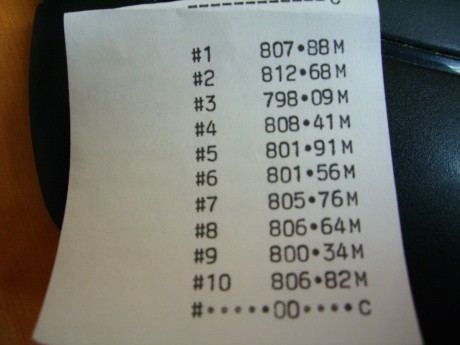 ------------C
#1 807•88M
#2 812•68M
#3 798•09M
#4 808•41M
#5 801•91M
#6 801•56M
#7 805•76M
#8 806•64M
#9 800•34M
#10 806•82M
#•••••00••••C